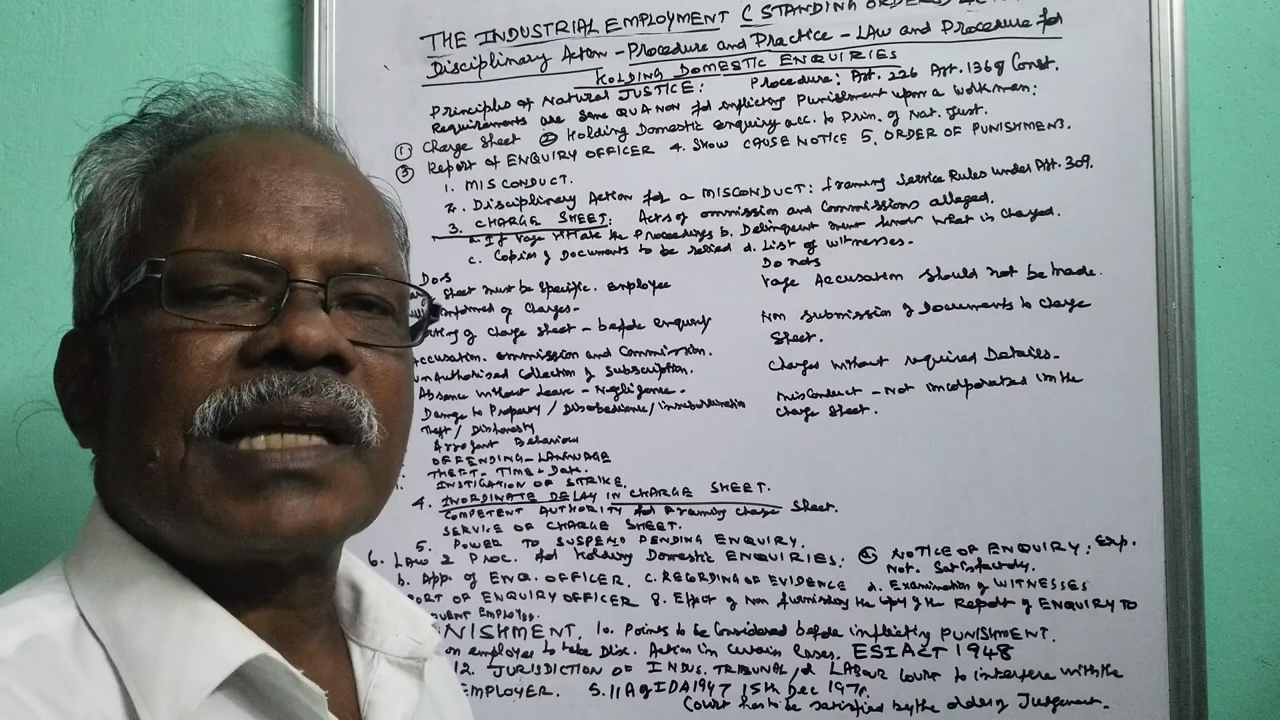 THE INDUSTRIAL EMPLOYMENT (STANDING ORDERS)
Disciplinary Action - Procedure and Practice - Law and Procedure for
HOLDING DOMESTIC ENQUIRIES
Principles of Natural JUSTICE: Procedure: Art. 226 Art. 136 of Const.
Requirements are Sine QUA NON for inflicting Punishment upon a workman:
① Charge Sheet ② Holding Domestic enquiry acc. to Prin. of Nat. Just.
③ Report of ENQUIRY OFFICER 4. SHOW CAUSE NOTICE 5. ORDER OF PUNISHMENT.
1. MISCONDUCT.
2. Disciplinary Action for a MISCONDUCT: framing Service Rules under Art. 309.
3. CHARGE SHEET: Acts of ommission and Commissions alleged.
a. If vage vitiate the Proceedings b. Delinquent must know what is Charged.
c. Copies of Documents to be relied d. List of witnesses.
Dos
Do nots
Sheet must be Specific. Employee
Vage Accusation should not be made.
informed of Charges-
of Charge Sheet - before enquiry
Non Submission of Documents to Charge
Sheet.
Accusation. ommission and Commission.
unauthorised Collection of Subscription.
Charges without required Details-
Absence without Leave - Negligence.
Damage to Property / Disobedience / insubordination
misconduct - Not incorporated in the
Charge Sheet.
Theft / Dishonesty
Arrogant Behaviour
OFFENDING - LANGUAGE
THEFT - TIME - Date.
INSTIGATION OF STRIKE.
4. INORDINATE DELAY IN CHARGE SHEET.
COMPETENT AUTHORITY for Framing Charge Sheet.
SERVICE OF CHARGE SHEET.
5. POWER TO SUSPEND PENDING ENQUIRY.
6. LAW & PROC. for Holding Domestic ENQUIRIES: ⓐ NOTICE OF ENQUIRY: Exp.
Not. Satisfactory.
b. App. of ENQ. OFFICER. C. RECORDING OF EVIDENCE d. Examination of WITNESSES
PORT OF ENQUIRY OFFICER 8. Effect of Non furnishing the Copy of the Report of ENQUIRY TO
QUENT EMPLOYEE.
NISHMENT. 10. Points to be Considered before inflicting PUNISHMENT.
on employer to take Disc. Action in certain Cases. ESI ACT 1948
12. JURISDICTION OF INDUS. TRIBUNAL / LABOUR Court to interfere with the
EMPLOYER. S. 11A of IDA 1947 15th Dec 1971.
Court has to be satisfied by the order of Judgement.